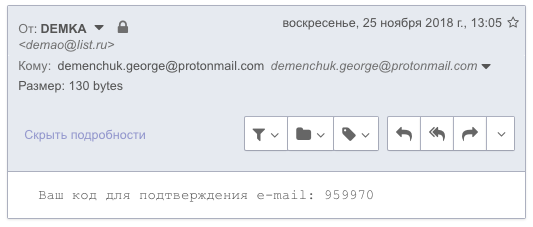 От: DEMKA воскресенье, 25 ноября 2018 г., 13:05
<demao@list.ru>
Кому: demenchuk.george@protonmail.com demenchuk.george@protonmail.com
Размер: 130 bytes
Скрыть подробности
Ваш код для подтверждения e-mail: 959970